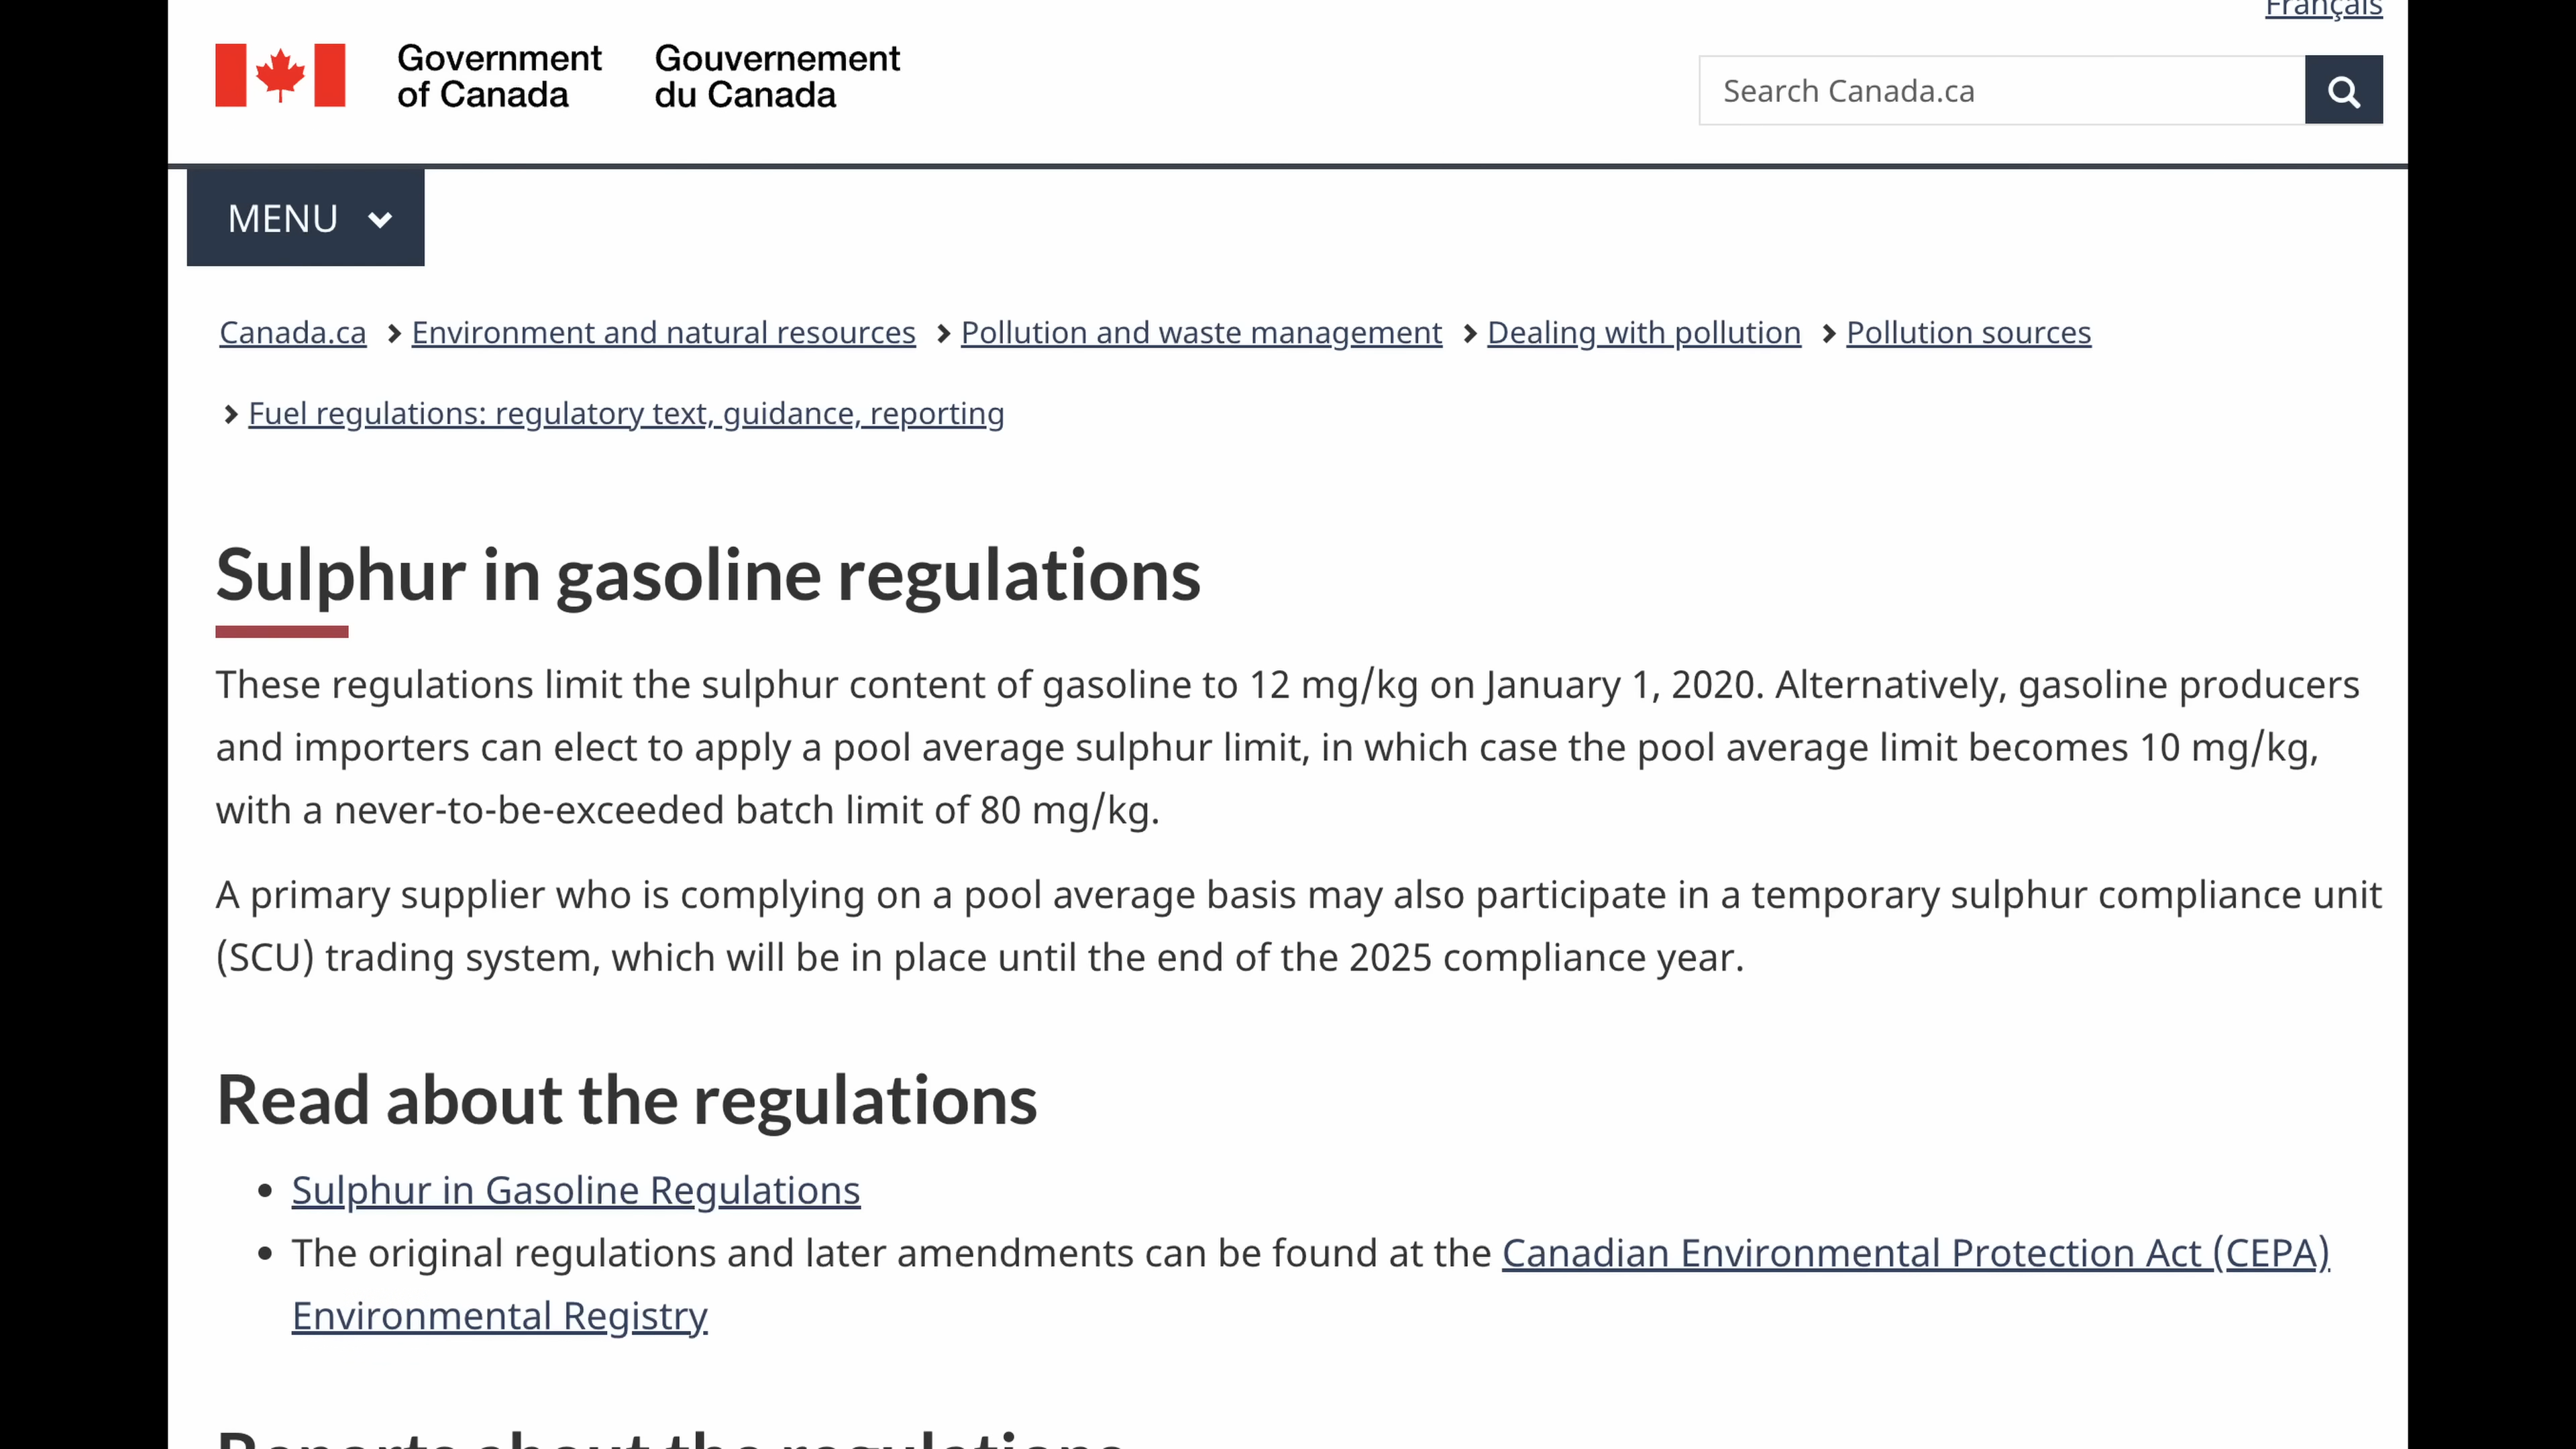 Français
Government
of Canada
Gouvernement
du Canada
Search Canada.ca
MENU
Canada.ca > Environment and natural resources > Pollution and waste management > Dealing with pollution > Pollution sources
> Fuel regulations: regulatory text, guidance, reporting
Sulphur in gasoline regulations
These regulations limit the sulphur content of gasoline to 12 mg/kg on January 1, 2020. Alternatively, gasoline producers
and importers can elect to apply a pool average sulphur limit, in which case the pool average limit becomes 10 mg/kg,
with a never-to-be-exceeded batch limit of 80 mg/kg.
A primary supplier who is complying on a pool average basis may also participate in a temporary sulphur compliance unit
(SCU) trading system, which will be in place until the end of the 2025 compliance year.
Read about the regulations
• Sulphur in Gasoline Regulations
• The original regulations and later amendments can be found at the Canadian Environmental Protection Act (CEPA)
Environmental Registry
Reports about the regulations